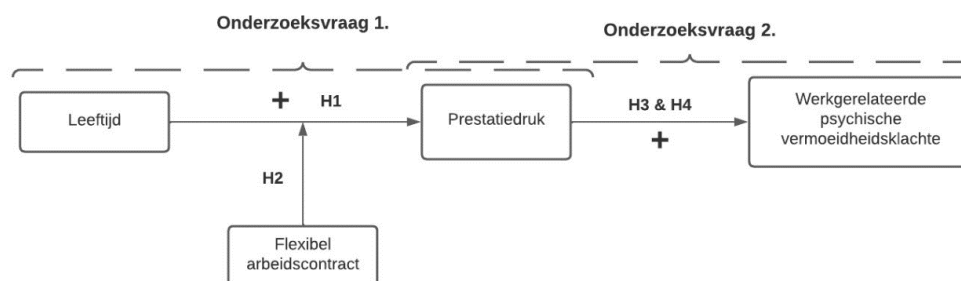 Onderzoeksvraag 1.
Onderzoeksvraag 2.
+ H1
Leeftijd
Prestatiedruk
H3 & H4
+
Werkgerelateerde
psychische
vermoeidheidsklachte
H2
Flexibel
arbeidscontract